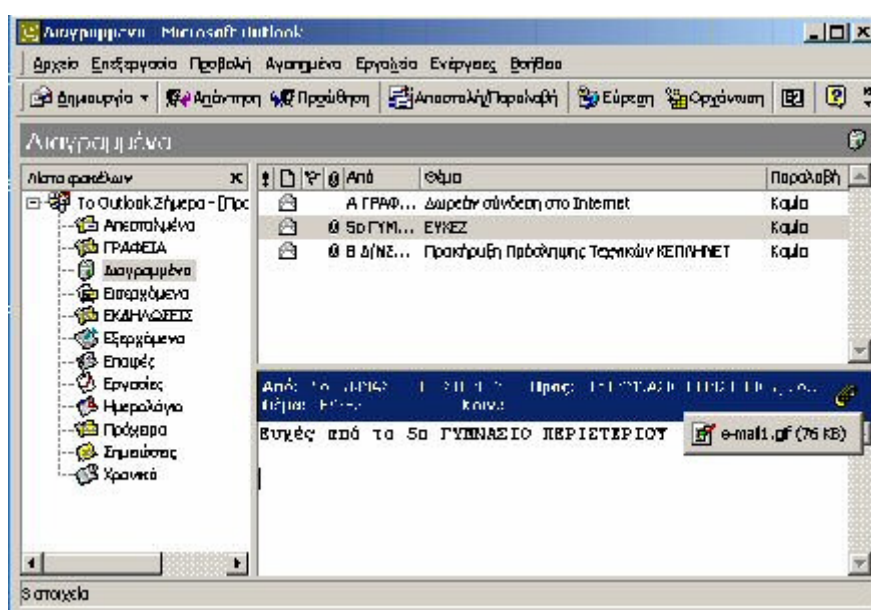 Διαγραμμένα - Microsoft Outlook
Αρχείο Επεξεργασία Προβολή Αγαπημένα Εργαλεία Ενέργειες Βοήθεια
Δημιουργία Απάντηση Προώθηση Αποστολή/Παραλαβή Εύρεση Οργάνωση
Διαγραμμένα
Λίστα φακέλων
Το Outlook Σήμερα - [Προ
Απεσταλμένα
ΓΡΑΦΕΙΑ
Διαγραμμένα
Εισερχόμενα
ΕΚΔΗΛΩΣΕΙΣ
Εξερχόμενα
Επαφές
Εργασίες
Ημερολόγιο
Πρόχειρα
Σημειώσεις
Χρονικό
Από Θέμα Παραλαβή
Α ΓΡΑΦ... Δωρεάν σύνδεση στο Internet Καμία
5ο ΓΥΜ... ΕΥΧΕΣ Καμία
Β Δ/ΝΣ... Προκήρυξη Πρόσληψης Τεχνικών ΚΕΠΛΗΝΕΤ Καμία
Από: Προς:
Θέμα: Κοιν.:
Ευχές από το 5ο ΓΥΜΝΑΣΙΟ ΠΕΡΙΣΤΕΡΙΟΥ
e-mail1.gif (76 KB)
3 στοιχεία